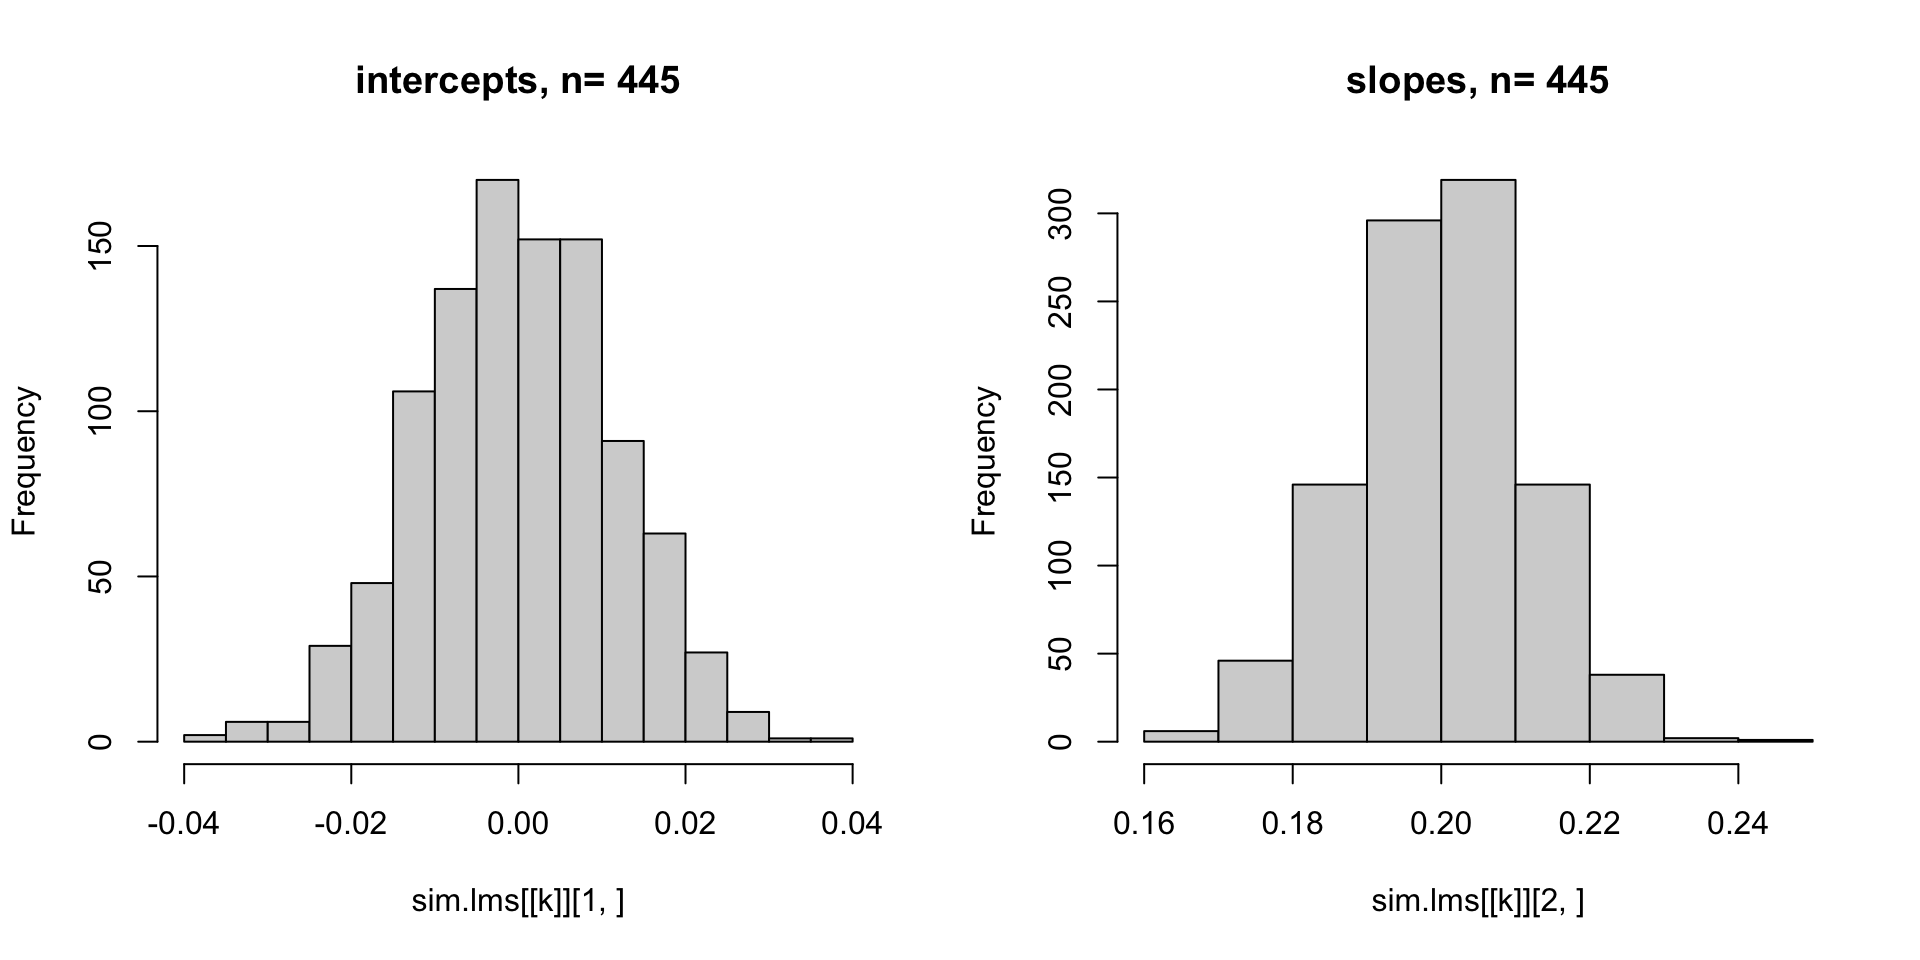 intercepts, n= 445
Frequency
150
100
50
0
-0.04 -0.02 0.00 0.02 0.04
sim.lms[[k]][1, ]
slopes, n= 445
Frequency
300
250
200
150
100
50
0
0.16 0.18 0.20 0.22 0.24
sim.lms[[k]][2, ]